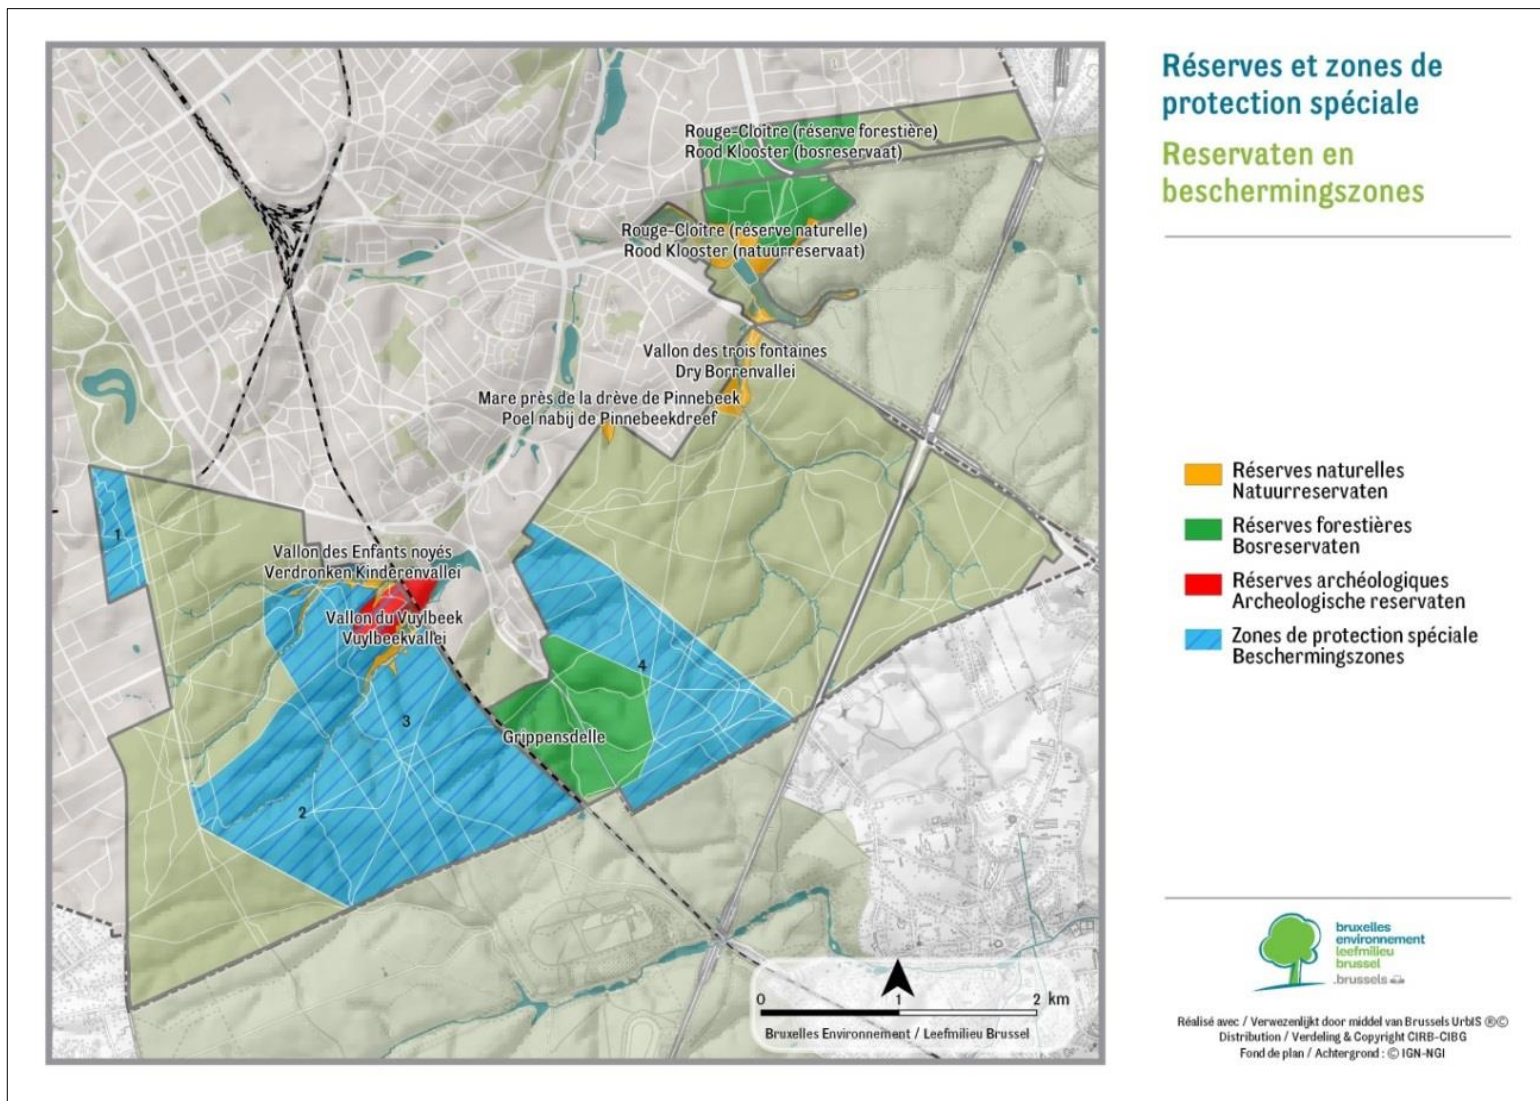 Réserves et zones de
protection spéciale
Reservaten en
beschermingszones
Rouge-Cloître (réserve forestière)
Rood Klooster (bosreservaat)
Rouge-Cloître (réserve naturelle)
Rood Klooster (natuurreservaat)
Vallon des trois fontaines
Dry Borrenvallei
Mare près de la drève de Pinnebeek
Poel nabij de Pinnebeekdreef
1
Vallon des Enfants noyés
Verdronken Kinderenvallei
Vallon du Vuylbeek
Vuylbeekvallei
4
3
Grippensdelle
2
Réserves naturelles
Natuurreservaten
Réserves forestières
Bosreservaten
Réserves archéologiques
Archeologische reservaten
Zones de protection spéciale
Beschermingszones
0 1 2 km
Bruxelles Environnement / Leefmilieu Brussel
bruxelles
environnement
leefmilieu
brussel
.brussels
Réalisé avec / Verwezenlijkt door middel van Brussels UrbIS ®©
Distribution / Verdeling & Copyright CIRB-CIBG
Fond de plan / Achtergrond : © IGN-NGI